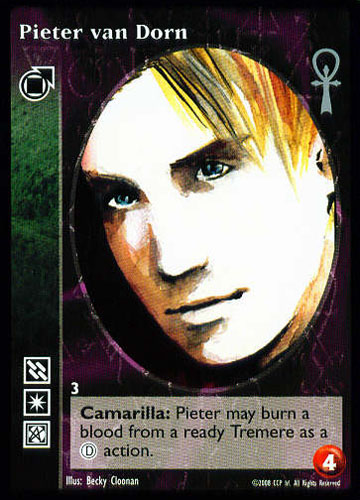 Pieter van Dorn
3
Camarilla: Pieter may burn a
blood from a ready Tremere as a
D action.
4
Illus: Becky Cloonan
©2008 CCP hf. All Rights Reserved